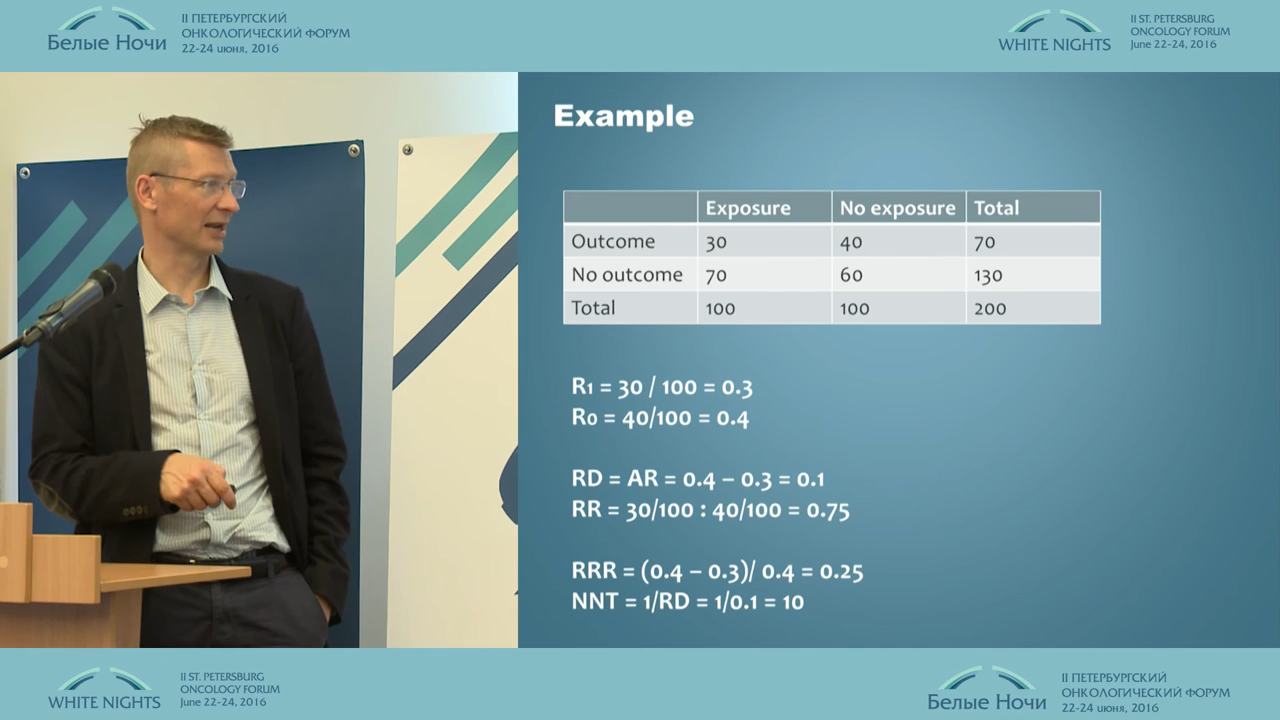 II ПЕТЕРБУРГСКИЙ
ОНКОЛОГИЧЕСКИЙ ФОРУМ
22-24 июня, 2016
Белые Ночи
II ST. PETERSBURG
ONCOLOGY FORUM
June 22-24, 2016
WHITE NIGHTS
Example
Exposure No exposure Total
Outcome 30 40 70
No outcome 70 60 130
Total 100 100 200
R1 = 30 / 100 = 0.3
R0 = 40/100 = 0.4
RD = AR = 0.4 – 0.3 = 0.1
RR = 30/100 : 40/100 = 0.75
RRR = (0.4 – 0.3)/ 0.4 = 0.25
NNT = 1/RD = 1/0.1 = 10
II ST. PETERSBURG
ONCOLOGY FORUM
June 22-24, 2016
WHITE NIGHTS
II ПЕТЕРБУРГСКИЙ
ОНКОЛОГИЧЕСКИЙ ФОРУМ
22-24 июня, 2016
Белые Ночи